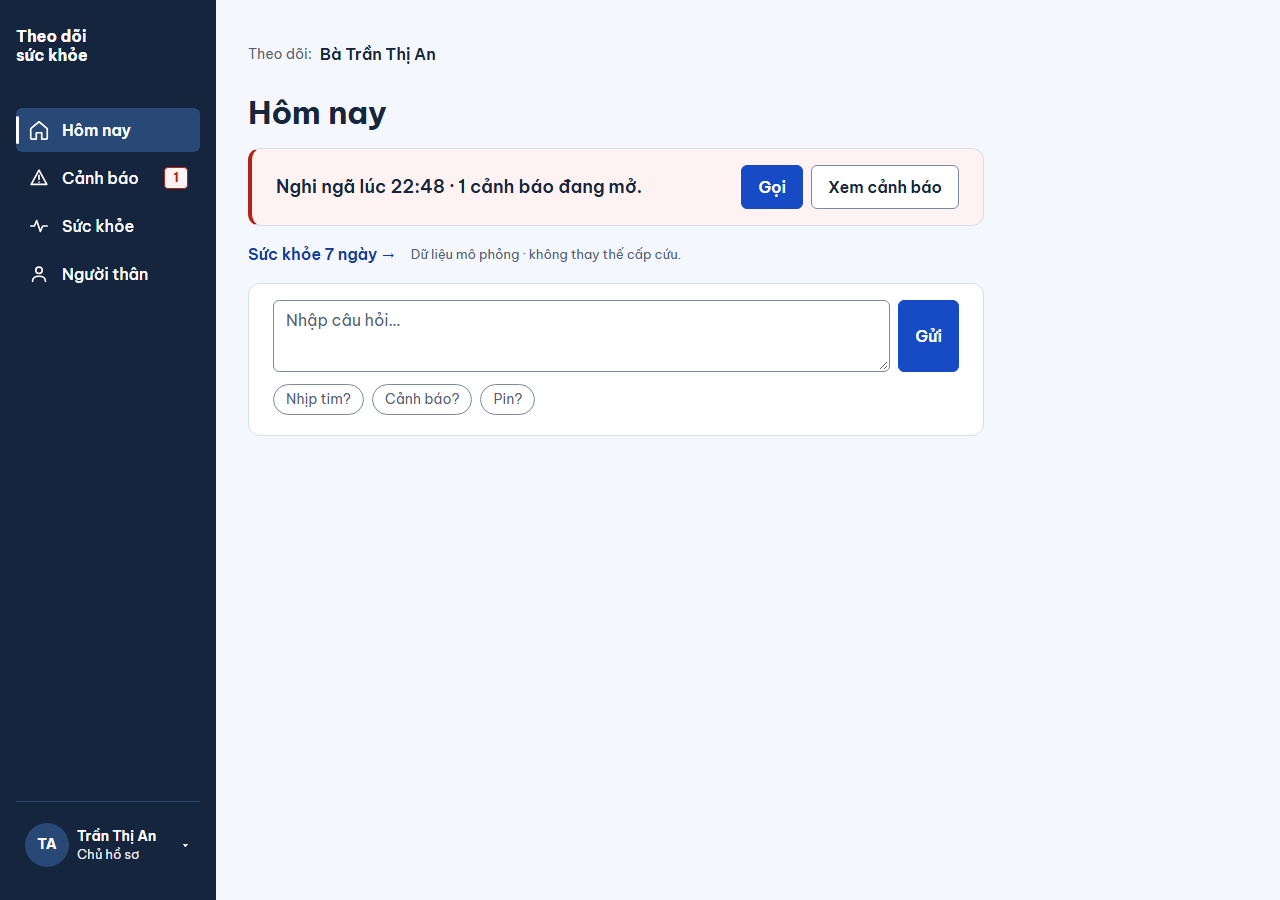 Theo dõi
sức khỏe
Hôm nay
Cảnh báo 1
Sức khỏe
Người thân
TA
Trần Thị An
Chủ hồ sơ
Theo dõi: Bà Trần Thị An
Hôm nay
Nghi ngã lúc 22:48 · 1 cảnh báo đang mở.
Gọi
Xem cảnh báo
Sức khỏe 7 ngày → Dữ liệu mô phỏng · không thay thế cấp cứu.
Nhập câu hỏi...
Gửi
Nhịp tim? Cảnh báo? Pin?